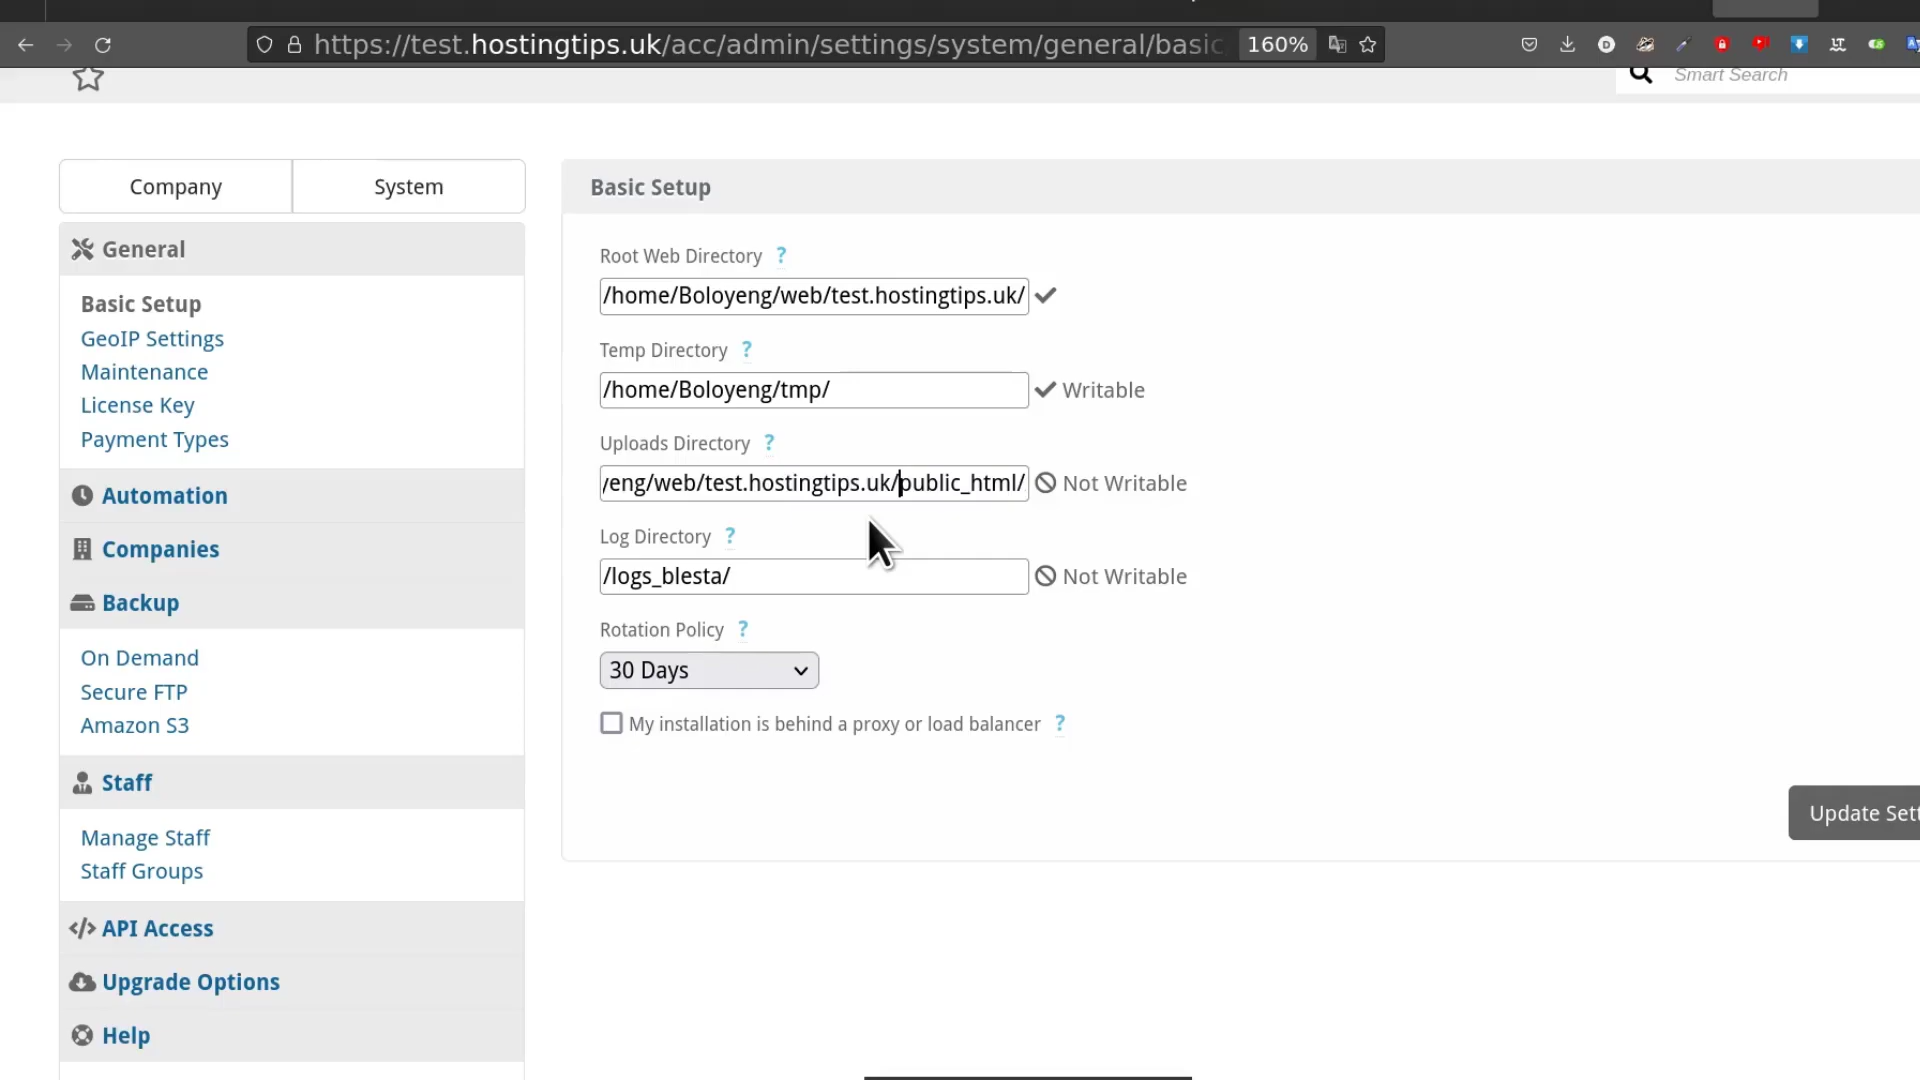 https://test.hostingtips.uk/acc/admin/settings/system/general/basic
160%
Smart Search
Company
System
General
Basic Setup
GeoIP Settings
Maintenance
License Key
Payment Types
Automation
Companies
Backup
On Demand
Secure FTP
Amazon S3
Staff
Manage Staff
Staff Groups
API Access
Upgrade Options
Help
Basic Setup
Root Web Directory ?
/home/Boloyeng/web/test.hostingtips.uk/
Temp Directory ?
/home/Boloyeng/tmp/
Writable
Uploads Directory ?
yeng/web/test.hostingtips.uk/public_html/
Not Writable
Log Directory ?
/logs_blesta/
Not Writable
Rotation Policy ?
30 Days
My installation is behind a proxy or load balancer ?
Update Sett